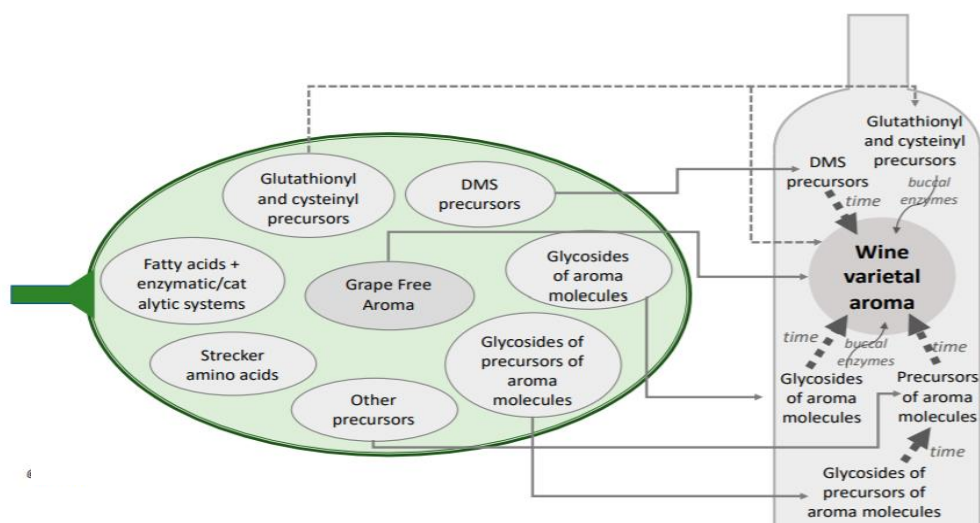 Glutathionyl
and cysteinyl
precursors
DMS
precursors
Fatty acids +
enzymatic/cat
alytic systems
Grape Free
Aroma
Glycosides
of aroma
molecules
Strecker
amino acids
Glycosides of
precursors of
aroma
molecules
Other
precursors
Glutathionyl
and cysteinyl
precursors
DMS
precursors
buccal
enzymes
time
Wine
varietal
aroma
time
buccal
enzymes
time
Glycosides
of aroma
molecules
Precursors
of aroma
molecules
time
Glycosides of
precursors of
aroma molecules